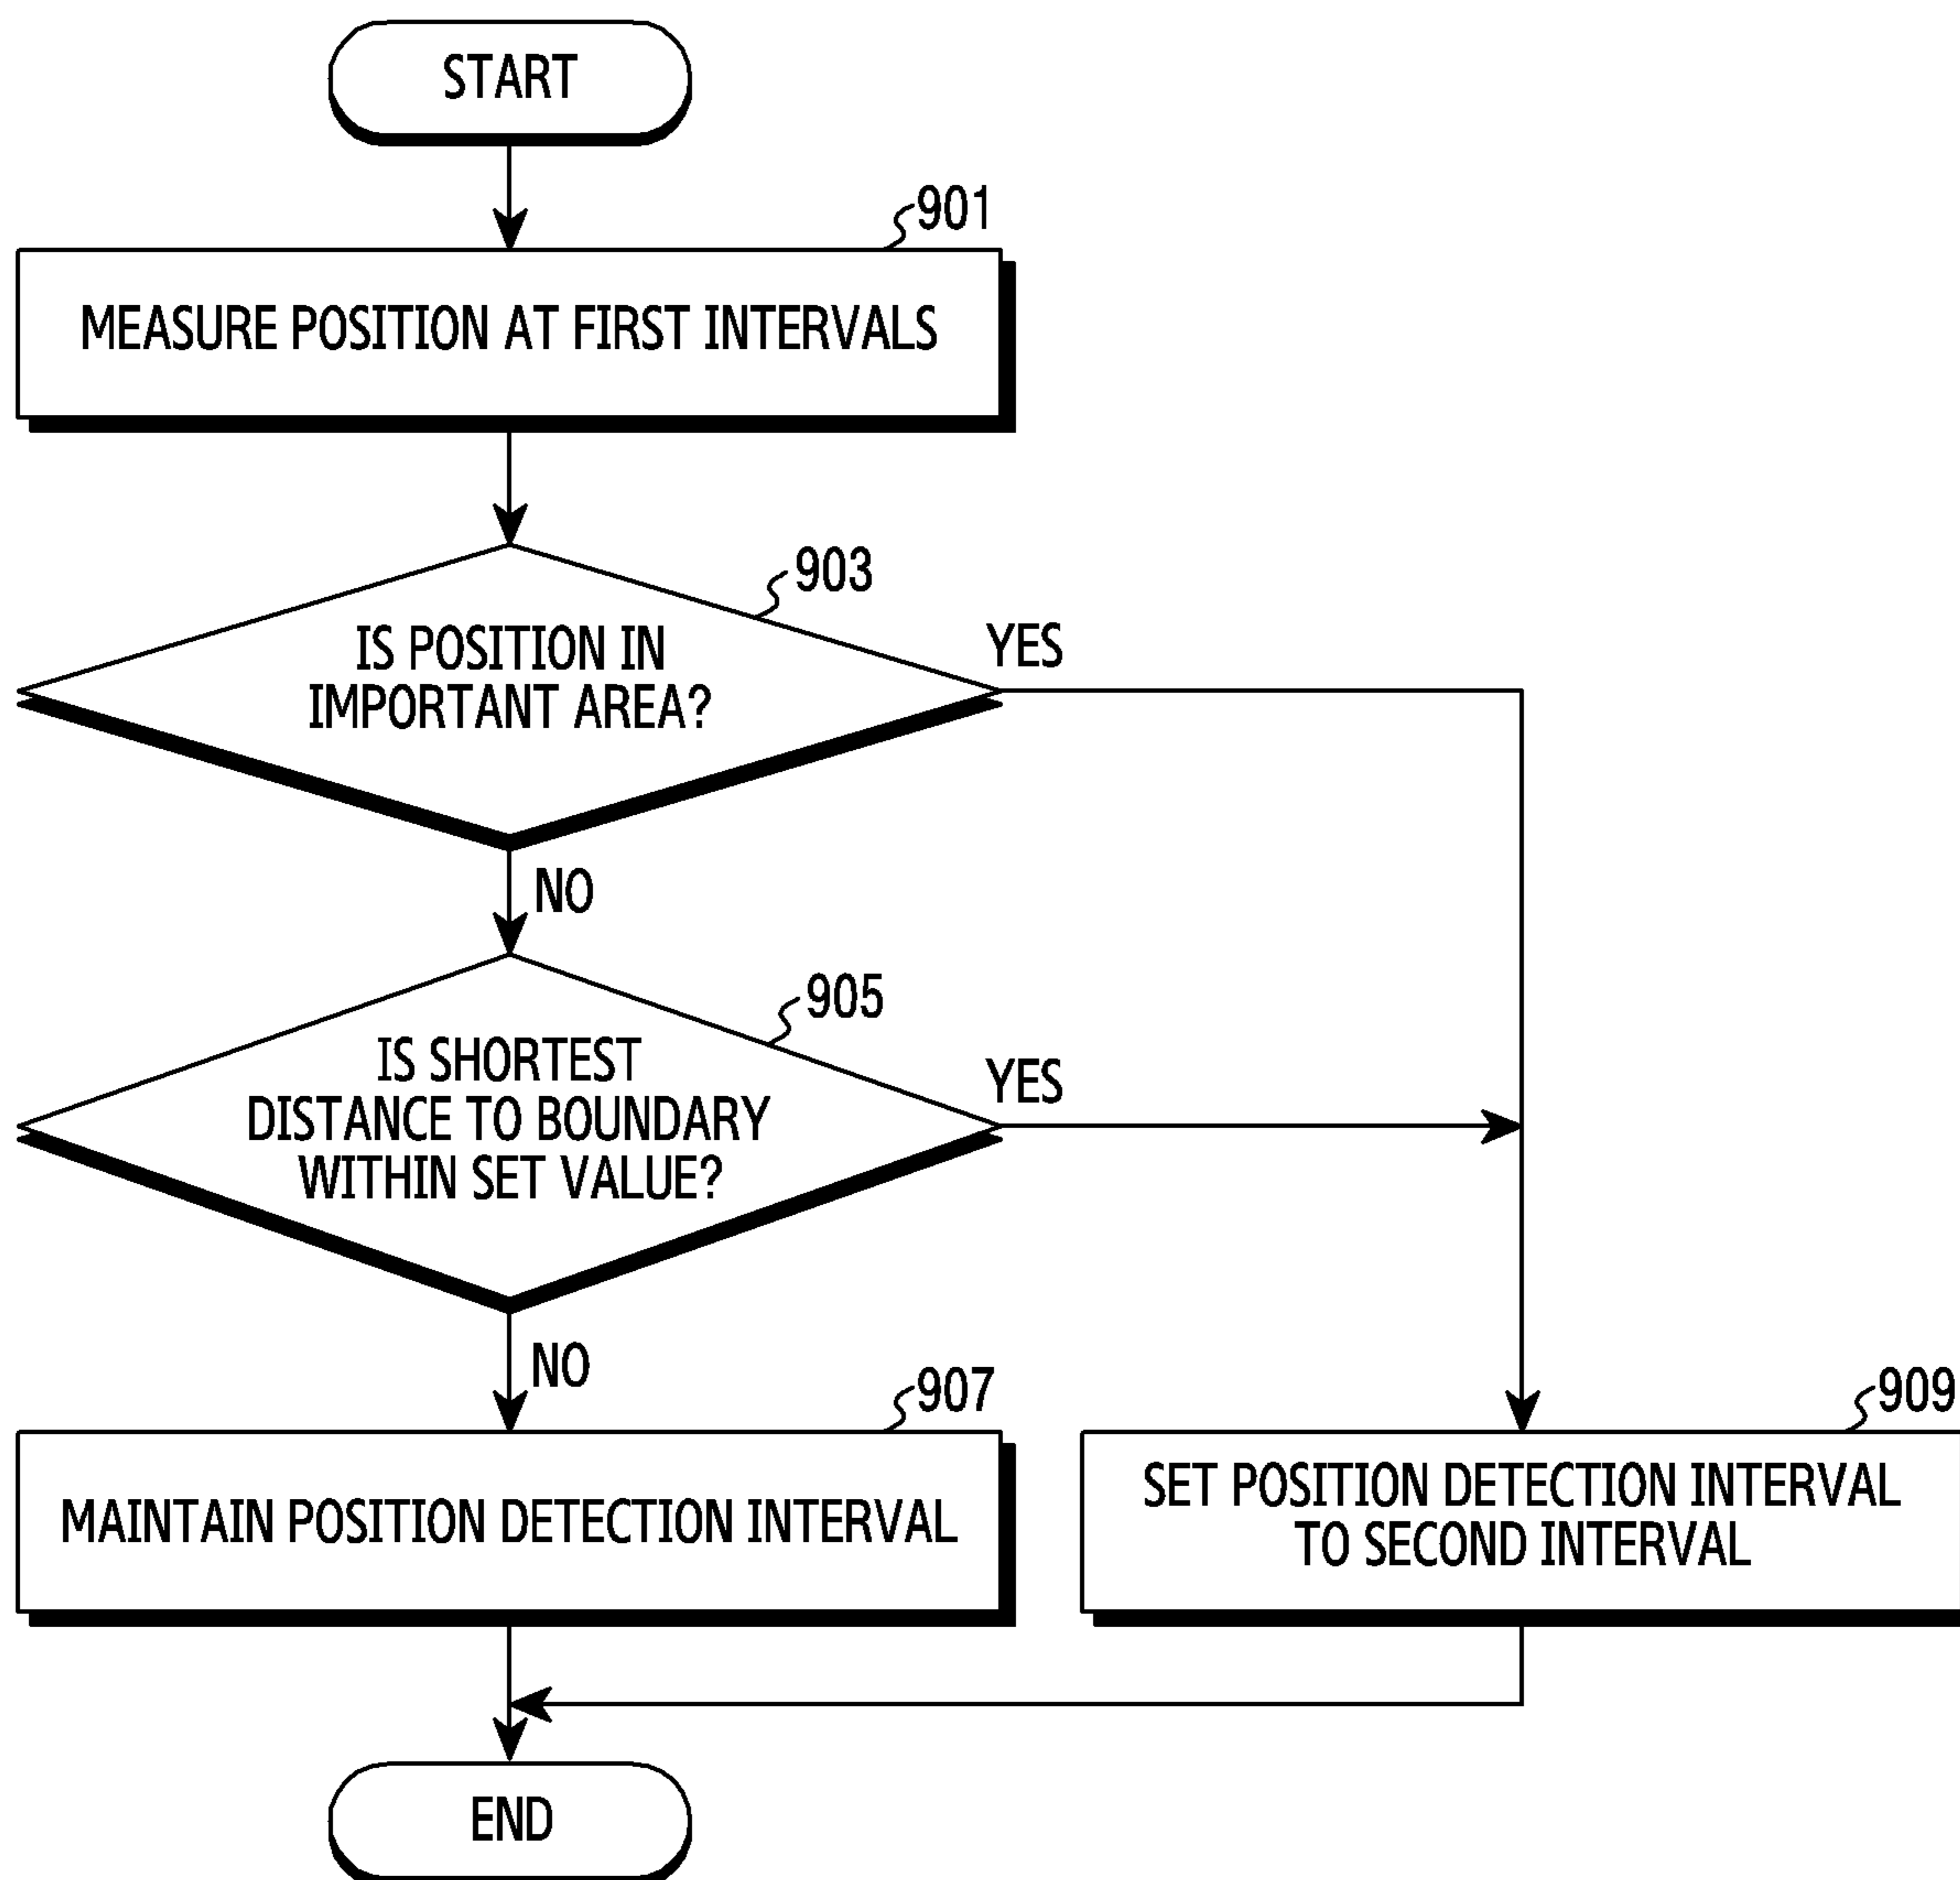 START
901
MEASURE POSITION AT FIRST INTERVALS
903
IS POSITION IN
IMPORTANT AREA?
YES
NO
905
IS SHORTEST
DISTANCE TO BOUNDARY
WITHIN SET VALUE?
YES
NO
907
MAINTAIN POSITION DETECTION INTERVAL
909
SET POSITION DETECTION INTERVAL
TO SECOND INTERVAL
END